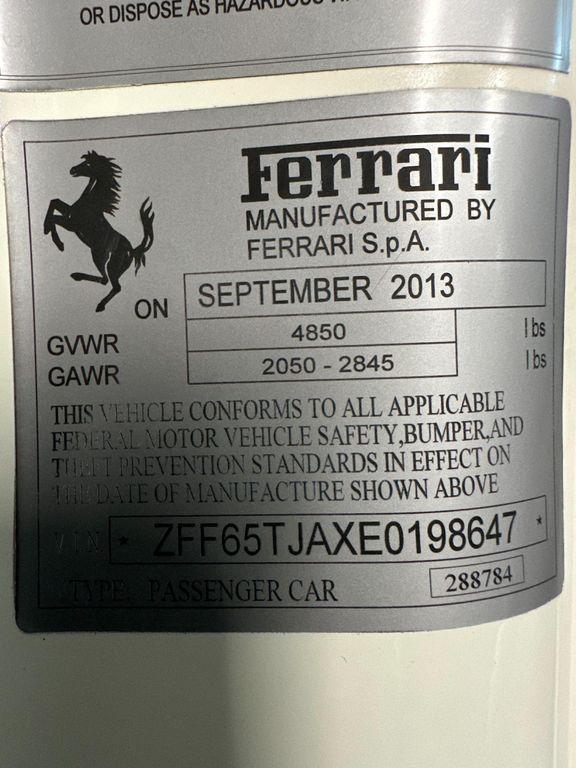 OR DISPOSE AS HAZARDOUS
Ferrari
MANUFACTURED BY
FERRARI S.p.A.
ON SEPTEMBER 2013
GVWR 4850 lbs
GAWR 2050 - 2845 lbs
THIS VEHICLE CONFORMS TO ALL APPLICABLE
FEDERAL MOTOR VEHICLE SAFETY,BUMPER,AND
THEFT PREVENTION STANDARDS IN EFFECT ON
THE DATE OF MANUFACTURE SHOWN ABOVE
VIN * ZFF65TJAXE0198647 *
TYPE: PASSENGER CAR 288784